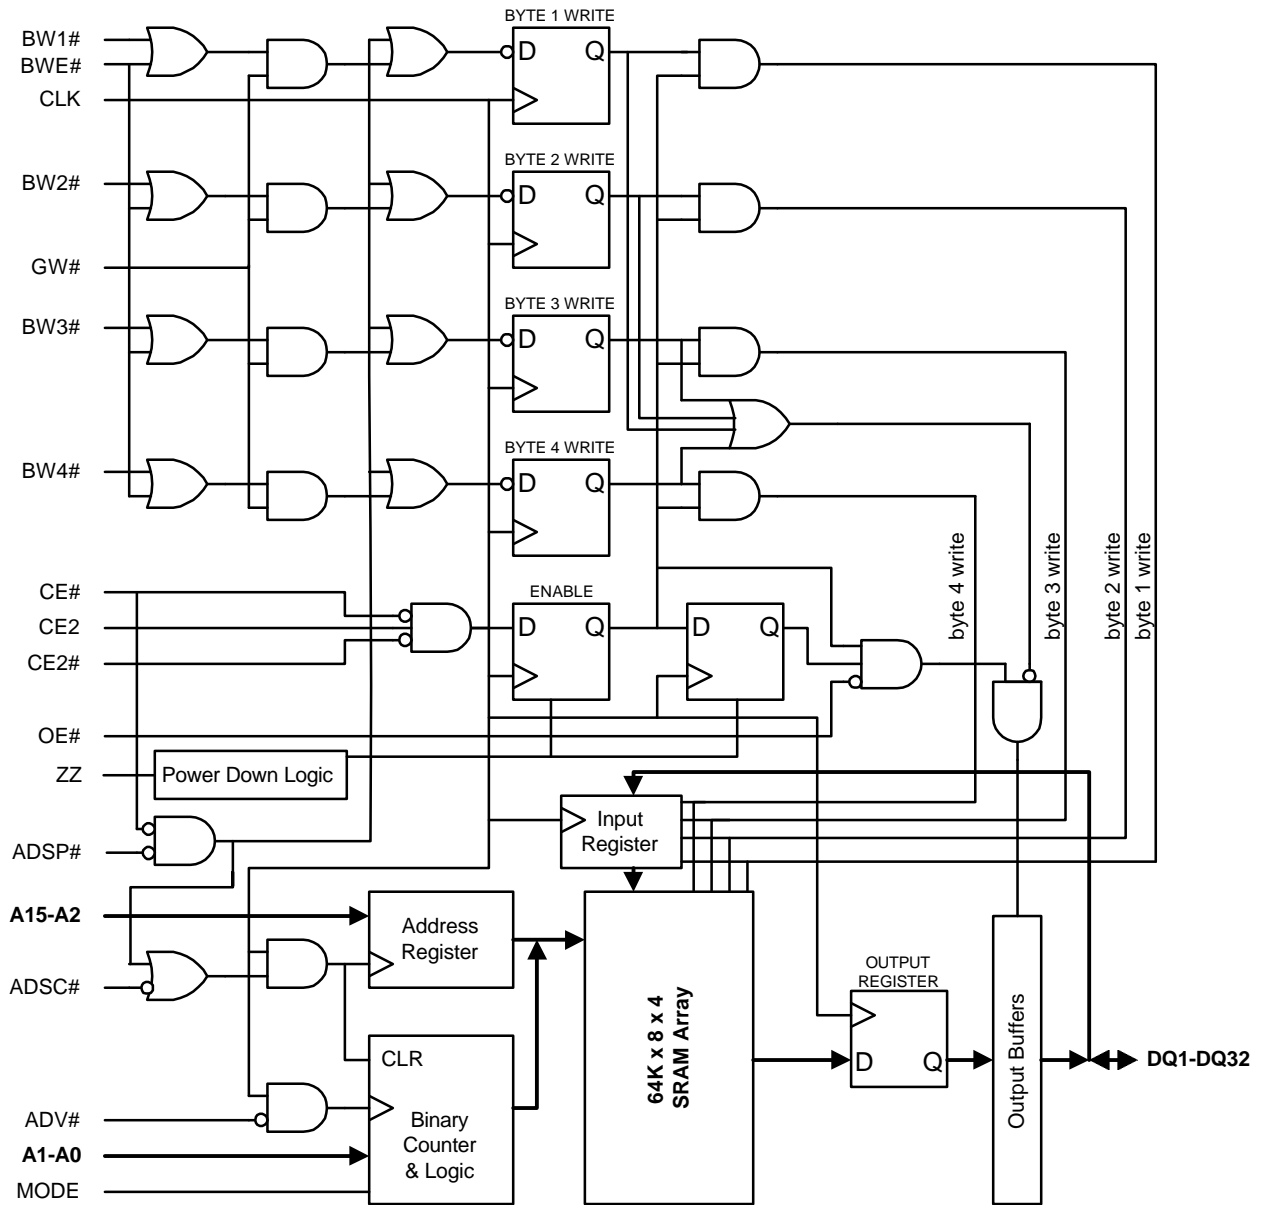 BYTE 1 WRITE
BW1#
D Q
BWE#
CLK
BYTE 2 WRITE
BW2#
D Q
GW#
BYTE 3 WRITE
BW3#
D Q
BYTE 4 WRITE
BW4#
D Q
byte 4 write
byte 3 write
byte 2 write
byte 1 write
CE#
ENABLE
CE2
D Q
D Q
CE2#
OE#
ZZ
Power Down Logic
Input
Register
ADSP#
A15-A2
Address
Register
ADSC#
OUTPUT
REGISTER
64K x 8 x 4
SRAM Array
CLR
D Q
Output Buffers
DQ1-DQ32
ADV#
Binary
Counter
& Logic
A1-A0
MODE